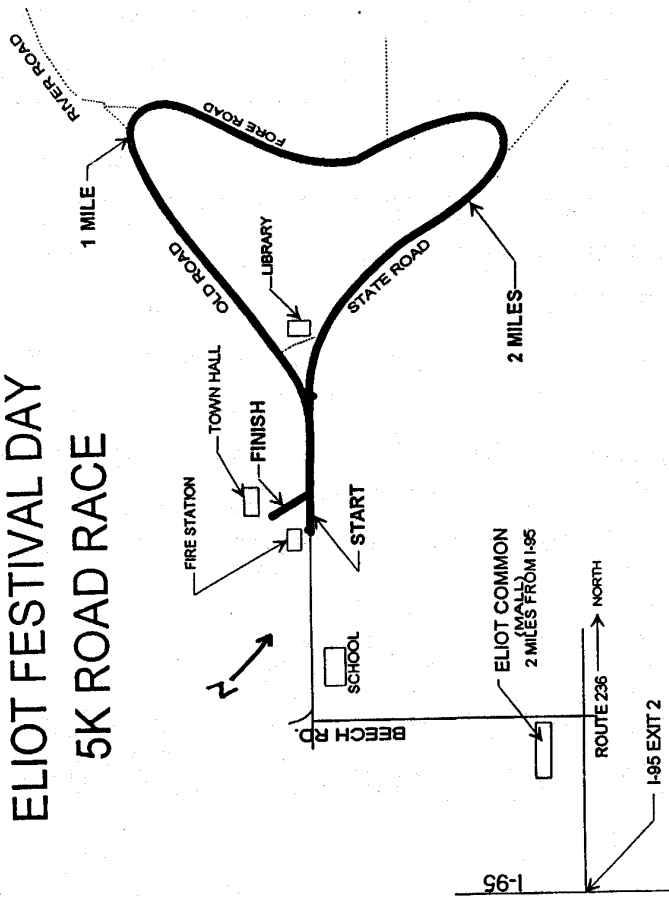 ELIOT FESTIVAL DAY
5K ROAD RACE
RIVER ROAD
1 MILE
FORE ROAD
OLD ROAD
LIBRARY
STATE ROAD
2 MILES
TOWN HALL
FINISH
FIRE STATION
START
N
SCHOOL
BEECH RD.
ELIOT COMMON
(MALL)
2 MILES FROM I-95
ROUTE 236
NORTH
I-95
I-95 EXIT 2